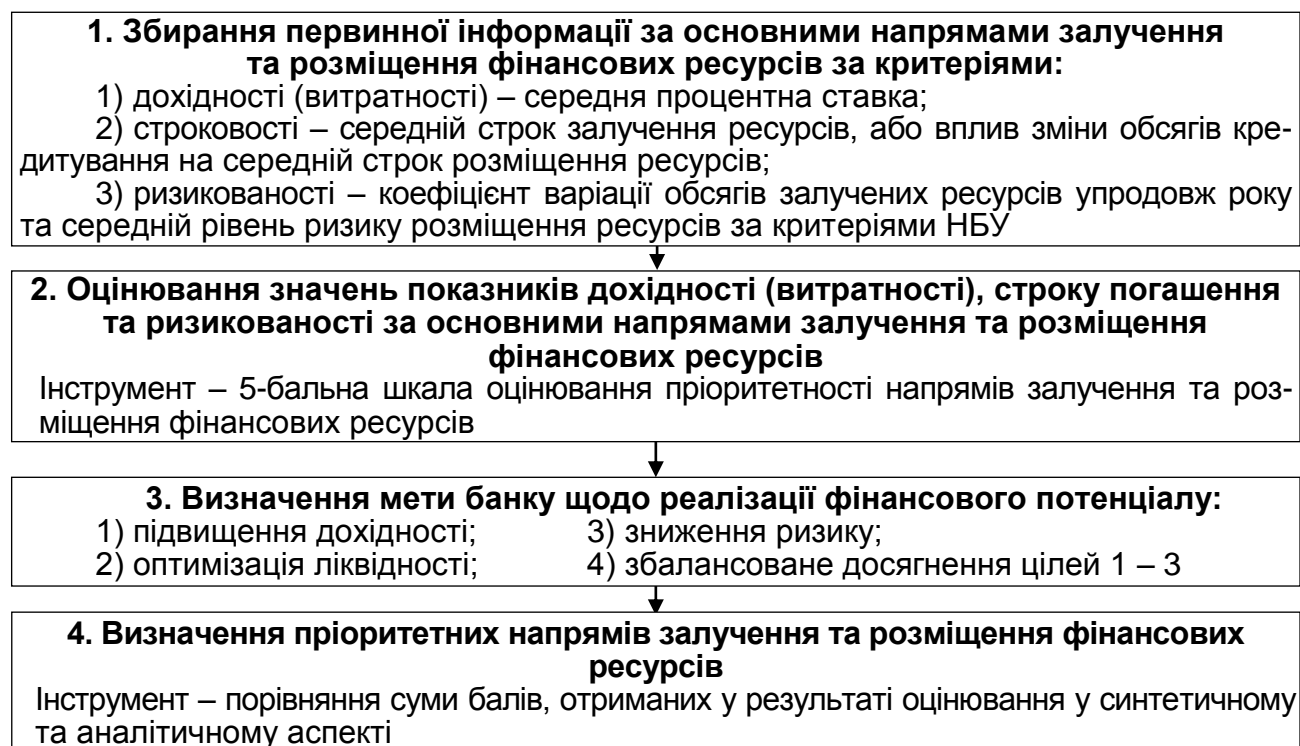 1. Збирання первинної інформації за основними напрямами залучення
та розміщення фінансових ресурсів за критеріями:
1) дохідності (витратності) – середня процентна ставка;
2) строковості – середній строк залучення ресурсів, або вплив зміни обсягів кре-
дитування на середній строк розміщення ресурсів;
3) ризикованості – коефіцієнт варіації обсягів залучених ресурсів упродовж року
та середній рівень ризику розміщення ресурсів за критеріями НБУ
2. Оцінювання значень показників дохідності (витратності), строку погашення
та ризикованості за основними напрямами залучення та розміщення
фінансових ресурсів
Інструмент – 5-бальна шкала оцінювання пріоритетності напрямів залучення та роз-
міщення фінансових ресурсів
3. Визначення мети банку щодо реалізації фінансового потенціалу:
1) підвищення дохідності; 3) зниження ризику;
2) оптимізація ліквідності; 4) збалансоване досягнення цілей 1 – 3
4. Визначення пріоритетних напрямів залучення та розміщення фінансових
ресурсів
Інструмент – порівняння суми балів, отриманих у результаті оцінювання у синтетичному
та аналітичному аспекті